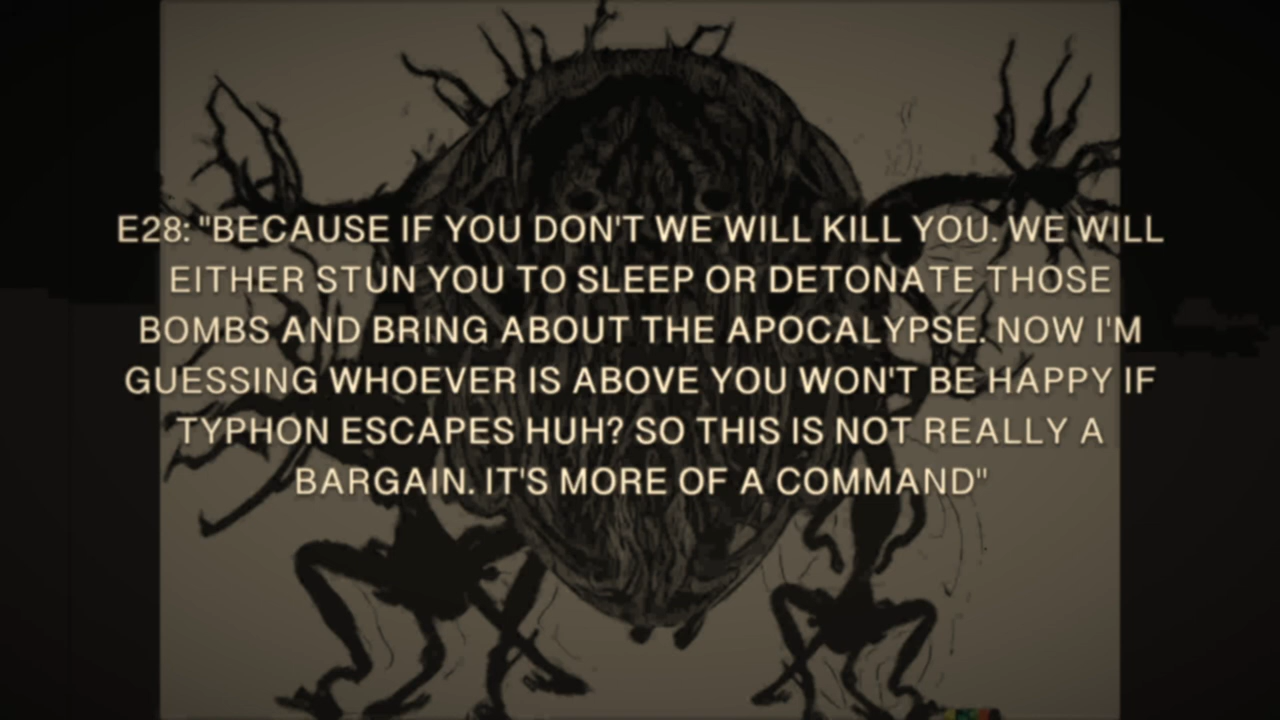 E28: "BECAUSE IF YOU DON'T WE WILL KILL YOU. WE WILL
EITHER STUN YOU TO SLEEP OR DETONATE THOSE
BOMBS AND BRING ABOUT THE APOCALYPSE. NOW I'M
GUESSING WHOEVER IS ABOVE YOU WON'T BE HAPPY IF
TYPHON ESCAPES HUH? SO THIS IS NOT REALLY A
BARGAIN. IT'S MORE OF A COMMAND"